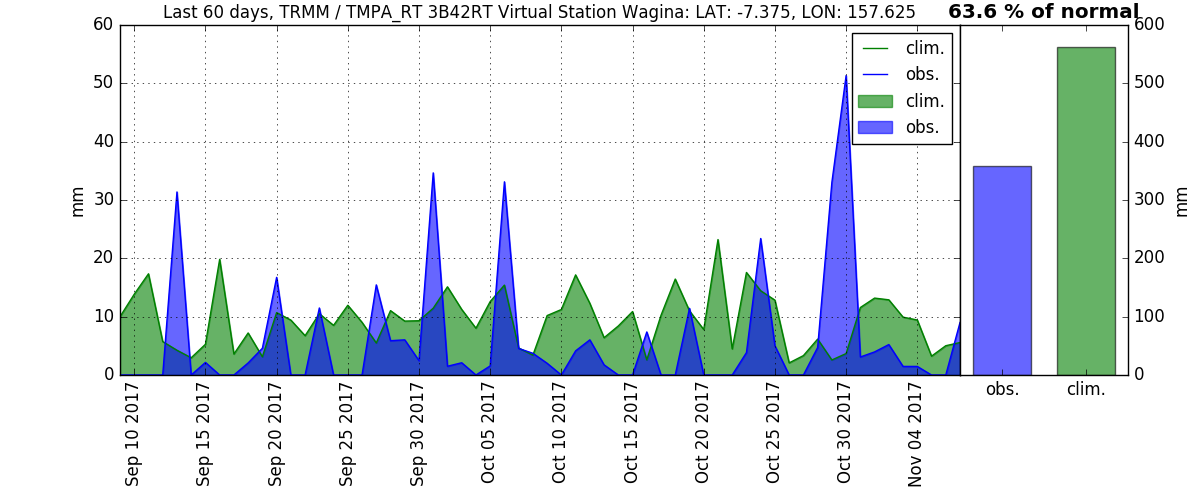 Last 60 days, TRMM / TMPA_RT 3B42RT Virtual Station Wagina: LAT: -7.375, LON: 157.625
63.6 % of normal
clim.
obs.
clim.
obs.
mm
60
50
40
30
20
10
0
Sep 10 2017
Sep 15 2017
Sep 20 2017
Sep 25 2017
Sep 30 2017
Oct 05 2017
Oct 10 2017
Oct 15 2017
Oct 20 2017
Oct 25 2017
Oct 30 2017
Nov 04 2017
obs.
clim.
600
500
400
300
200
100
0
mm